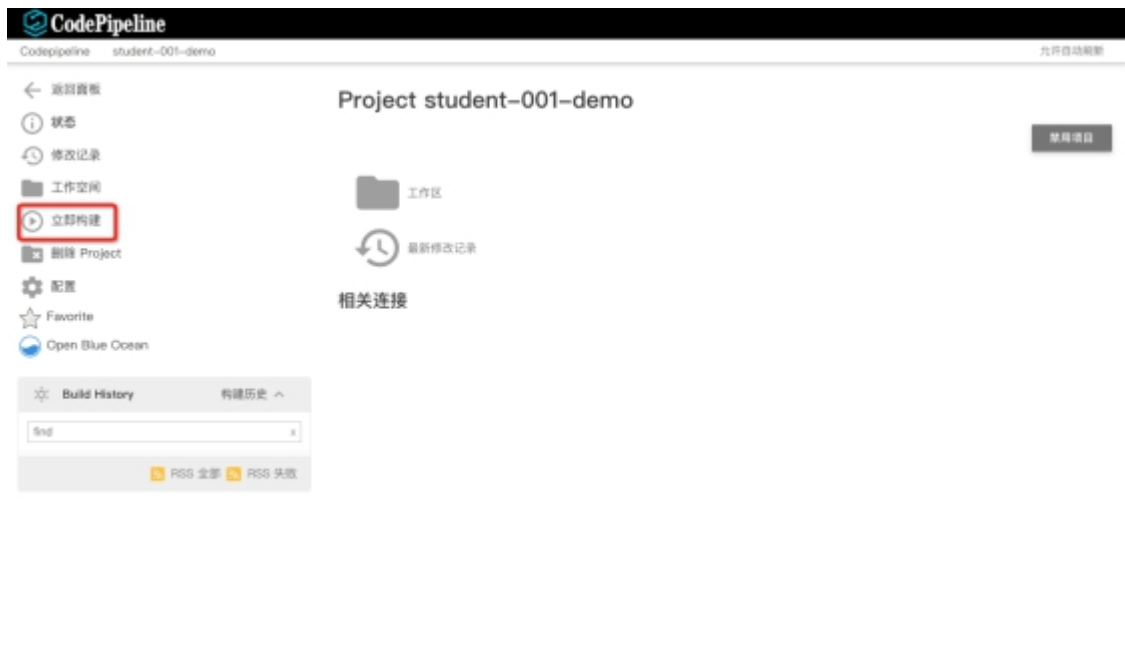 CodePipeline
Codepipeline student-001-demo 允许自动刷新
返回面板
状态
修改记录
工作空间
立即构建
删除 Project
配置
Favorite
Open Blue Ocean
Project student-001-demo
禁用项目
工作区
最新修改记录
相关连接
Build History 构建历史
find x
RSS 全部 RSS 失败